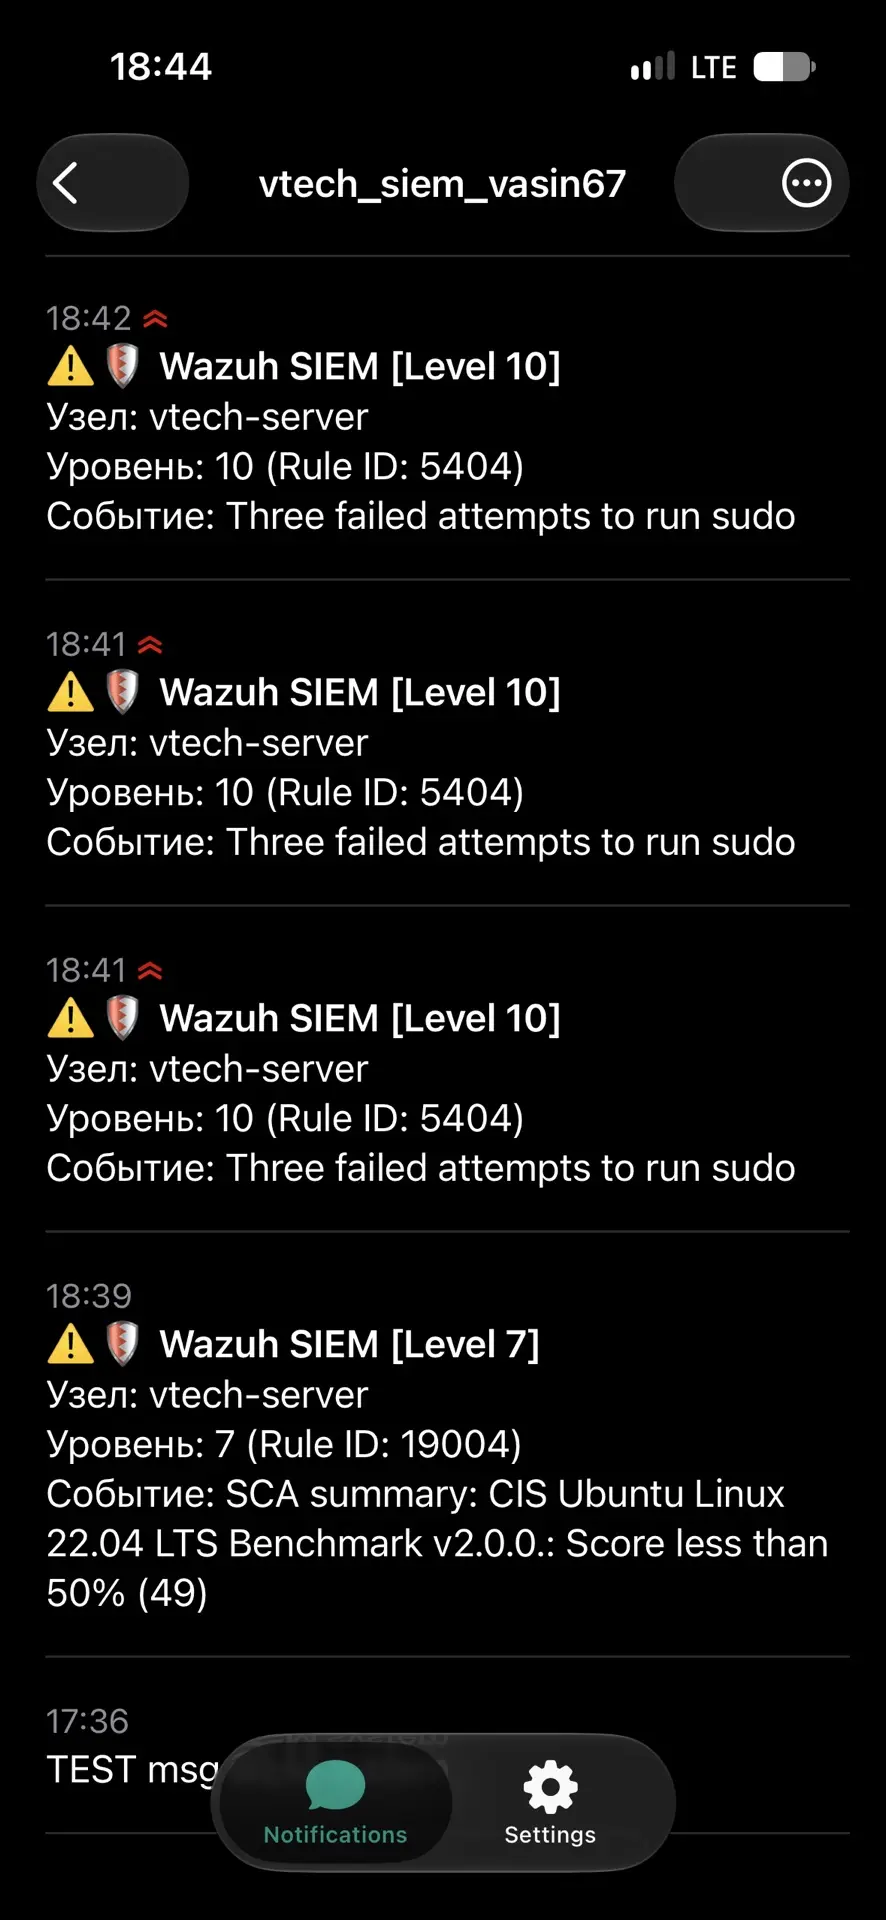 18:44
LTE
vtech_siem_vasin67
18:42
Wazuh SIEM [Level 10]
Узел: vtech-server
Уровень: 10 (Rule ID: 5404)
Событие: Three failed attempts to run sudo
18:41
Wazuh SIEM [Level 10]
Узел: vtech-server
Уровень: 10 (Rule ID: 5404)
Событие: Three failed attempts to run sudo
18:41
Wazuh SIEM [Level 10]
Узел: vtech-server
Уровень: 10 (Rule ID: 5404)
Событие: Three failed attempts to run sudo
18:39
Wazuh SIEM [Level 7]
Узел: vtech-server
Уровень: 7 (Rule ID: 19004)
Событие: SCA summary: CIS Ubuntu Linux
22.04 LTS Benchmark v2.0.0.: Score less than
50% (49)
17:36
TEST msg
Notifications
Settings